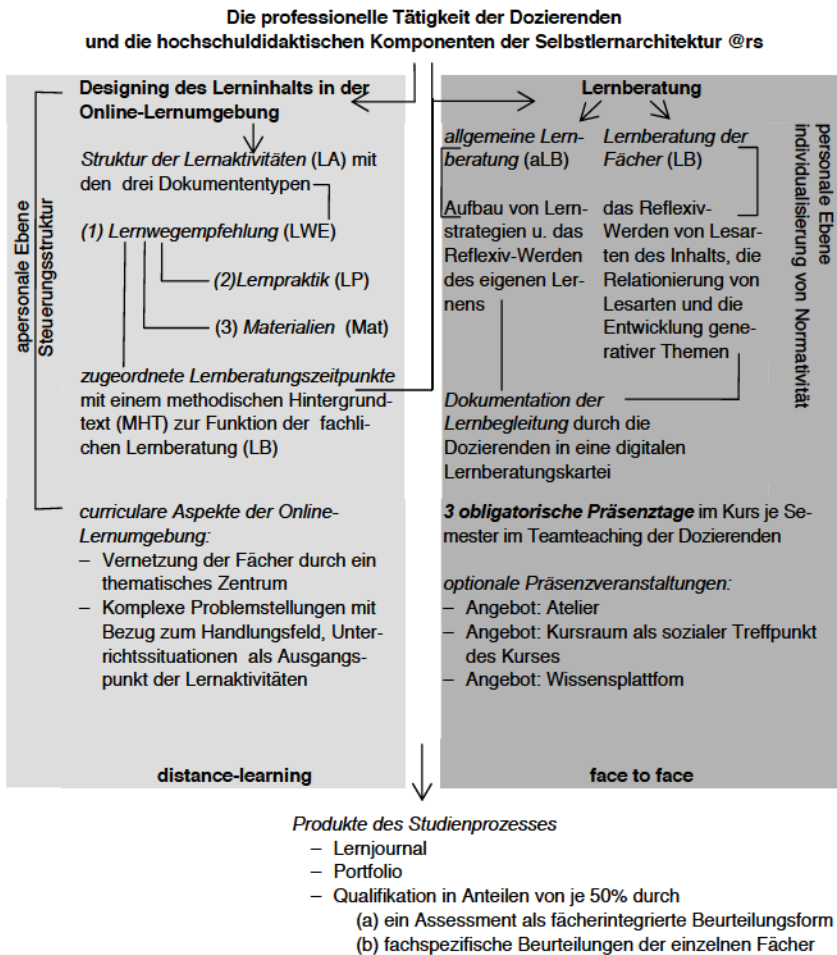 Die professionelle Tätigkeit der Dozierenden
und die hochschuldidaktischen Komponenten der Selbstlernarchitektur @rs
apersonale Ebene
Steuerungsstruktur
Designing des Lerninhalts in der
Online-Lernumgebung
Struktur der Lernaktivitäten (LA) mit
den drei Dokumententypen
(1) Lernwegempfehlung (LWE)
(2)Lernpraktik (LP)
(3) Materialien (Mat)
zugeordnete Lernberatungszeitpunkte
mit einem methodischen Hintergrund-
text (MHT) zur Funktion der fachli-
chen Lernberatung (LB)
curriculare Aspekte der Online-
Lernumgebung:
– Vernetzung der Fächer durch ein
thematisches Zentrum
– Komplexe Problemstellungen mit
Bezug zum Handlungsfeld, Unter-
richtssituationen als Ausgangs-
punkt der Lernaktivitäten
distance-learning
Lernberatung
allgemeine Lern-
beratung (aLB)
Aufbau von Lern-
strategien u. das
Reflexiv-Werden
des eigenen Ler-
nens
Lernberatung der
Fächer (LB)
das Reflexiv-
Werden von Lesar-
ten des Inhalts, die
Relationierung von
Lesarten und die
Entwicklung gene-
rativer Themen
Dokumentation der
Lernbegleitung durch die
Dozierenden in eine digitalen
Lernberatungskartei
3 obligatorische Präsenztage im Kurs je Se-
mester im Teamteaching der Dozierenden
optionale Präsenzveranstaltungen:
– Angebot: Atelier
– Angebot: Kursraum als sozialer Treffpunkt
des Kurses
– Angebot: Wissensplattfom
face to face
personale Ebene
individualisierung von Normativität
Produkte des Studienprozesses
– Lernjournal
– Portfolio
– Qualifikation in Anteilen von je 50% durch
(a) ein Assessment als fächerintegrierte Beurteilungsform
(b) fachspezifische Beurteilungen der einzelnen Fächer